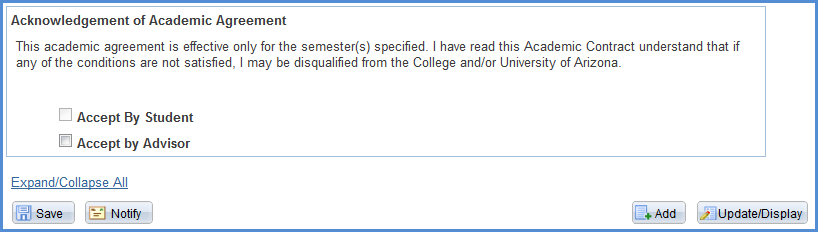 Acknowledgement of Academic Agreement
This academic agreement is effective only for the semester(s) specified. I have read this Academic Contract understand that if
any of the conditions are not satisfied, I may be disqualified from the College and/or University of Arizona.
Accept By Student
Accept by Advisor
Expand/Collapse All
Save Notify Add Update/Display